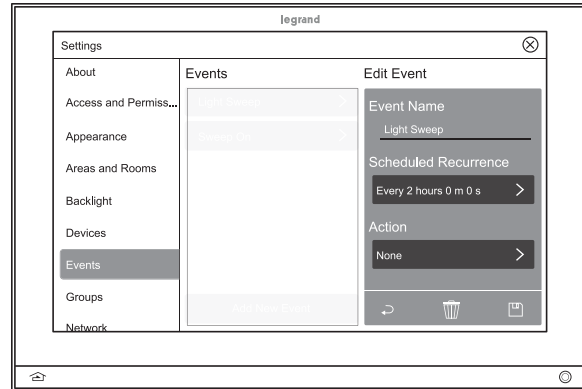 legrand
Settings
About
Access and Permiss...
Appearance
Areas and Rooms
Backlight
Devices
Events
Groups
Network
Events
Light Sweep
Sweep On
Add New Event
Edit Event
Event Name
Light Sweep
Scheduled Recurrence
Every 2 hours 0 m 0 s
Action
None